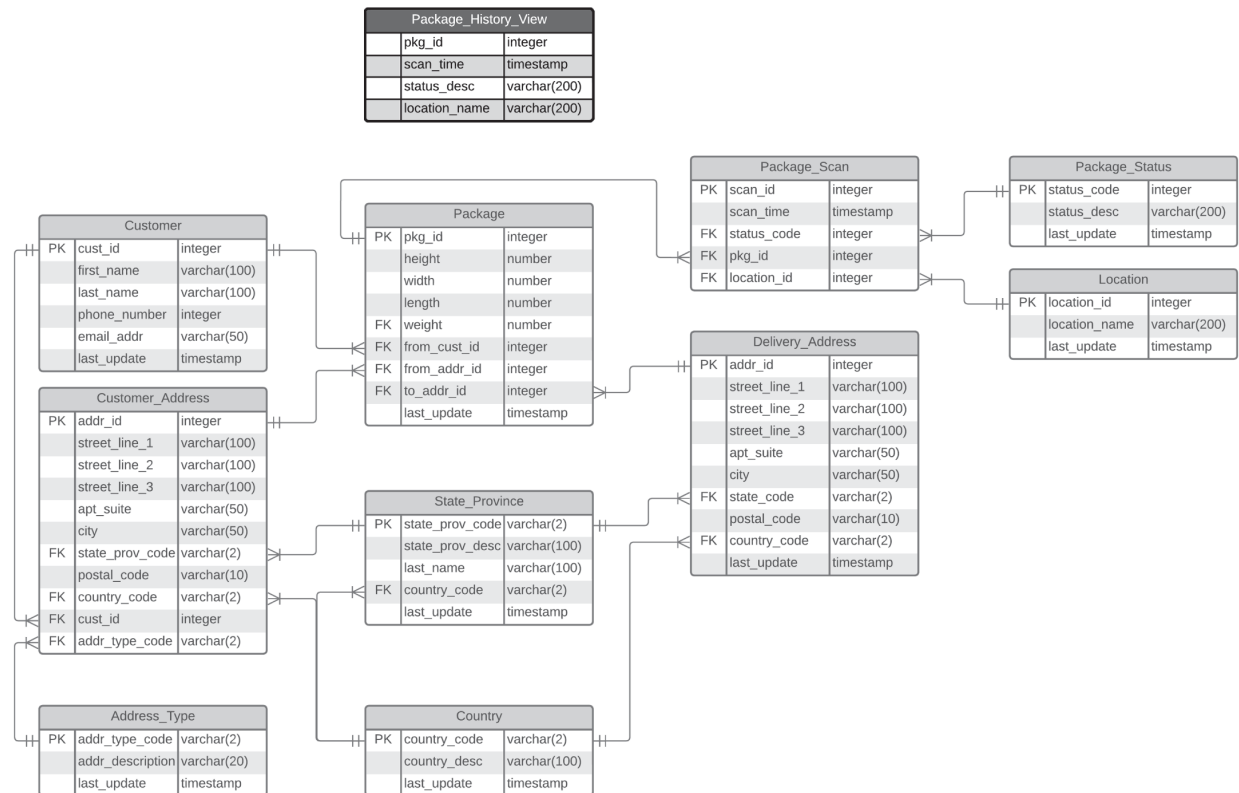 Package_History_View
pkg_id integer
scan_time timestamp
status_desc varchar(200)
location_name varchar(200)
Customer
PK cust_id integer
first_name varchar(100)
last_name varchar(100)
phone_number integer
email_addr varchar(50)
last_update timestamp
Customer_Address
PK addr_id integer
street_line_1 varchar(100)
street_line_2 varchar(100)
street_line_3 varchar(100)
apt_suite varchar(50)
city varchar(50)
FK state_prov_code varchar(2)
postal_code varchar(10)
FK country_code varchar(2)
FK cust_id integer
FK addr_type_code varchar(2)
Address_Type
PK addr_type_code varchar(2)
addr_description varchar(20)
last_update timestamp
Package
PK pkg_id integer
height number
width number
length number
FK weight number
FK from_cust_id integer
FK from_addr_id integer
FK to_addr_id integer
last_update timestamp
State_Province
PK state_prov_code varchar(2)
state_prov_desc varchar(100)
last_name varchar(100)
FK country_code varchar(2)
last_update timestamp
Country
PK country_code varchar(2)
country_desc varchar(100)
last_update timestamp
Package_Scan
PK scan_id integer
scan_time timestamp
FK status_code integer
FK pkg_id integer
FK location_id integer
Delivery_Address
PK addr_id integer
street_line_1 varchar(100)
street_line_2 varchar(100)
street_line_3 varchar(100)
apt_suite varchar(50)
city varchar(50)
FK state_code varchar(2)
postal_code varchar(10)
FK country_code varchar(2)
last_update timestamp
Package_Status
PK status_code integer
status_desc varchar(200)
last_update timestamp
Location
PK location_id integer
location_name varchar(200)
last_update timestamp